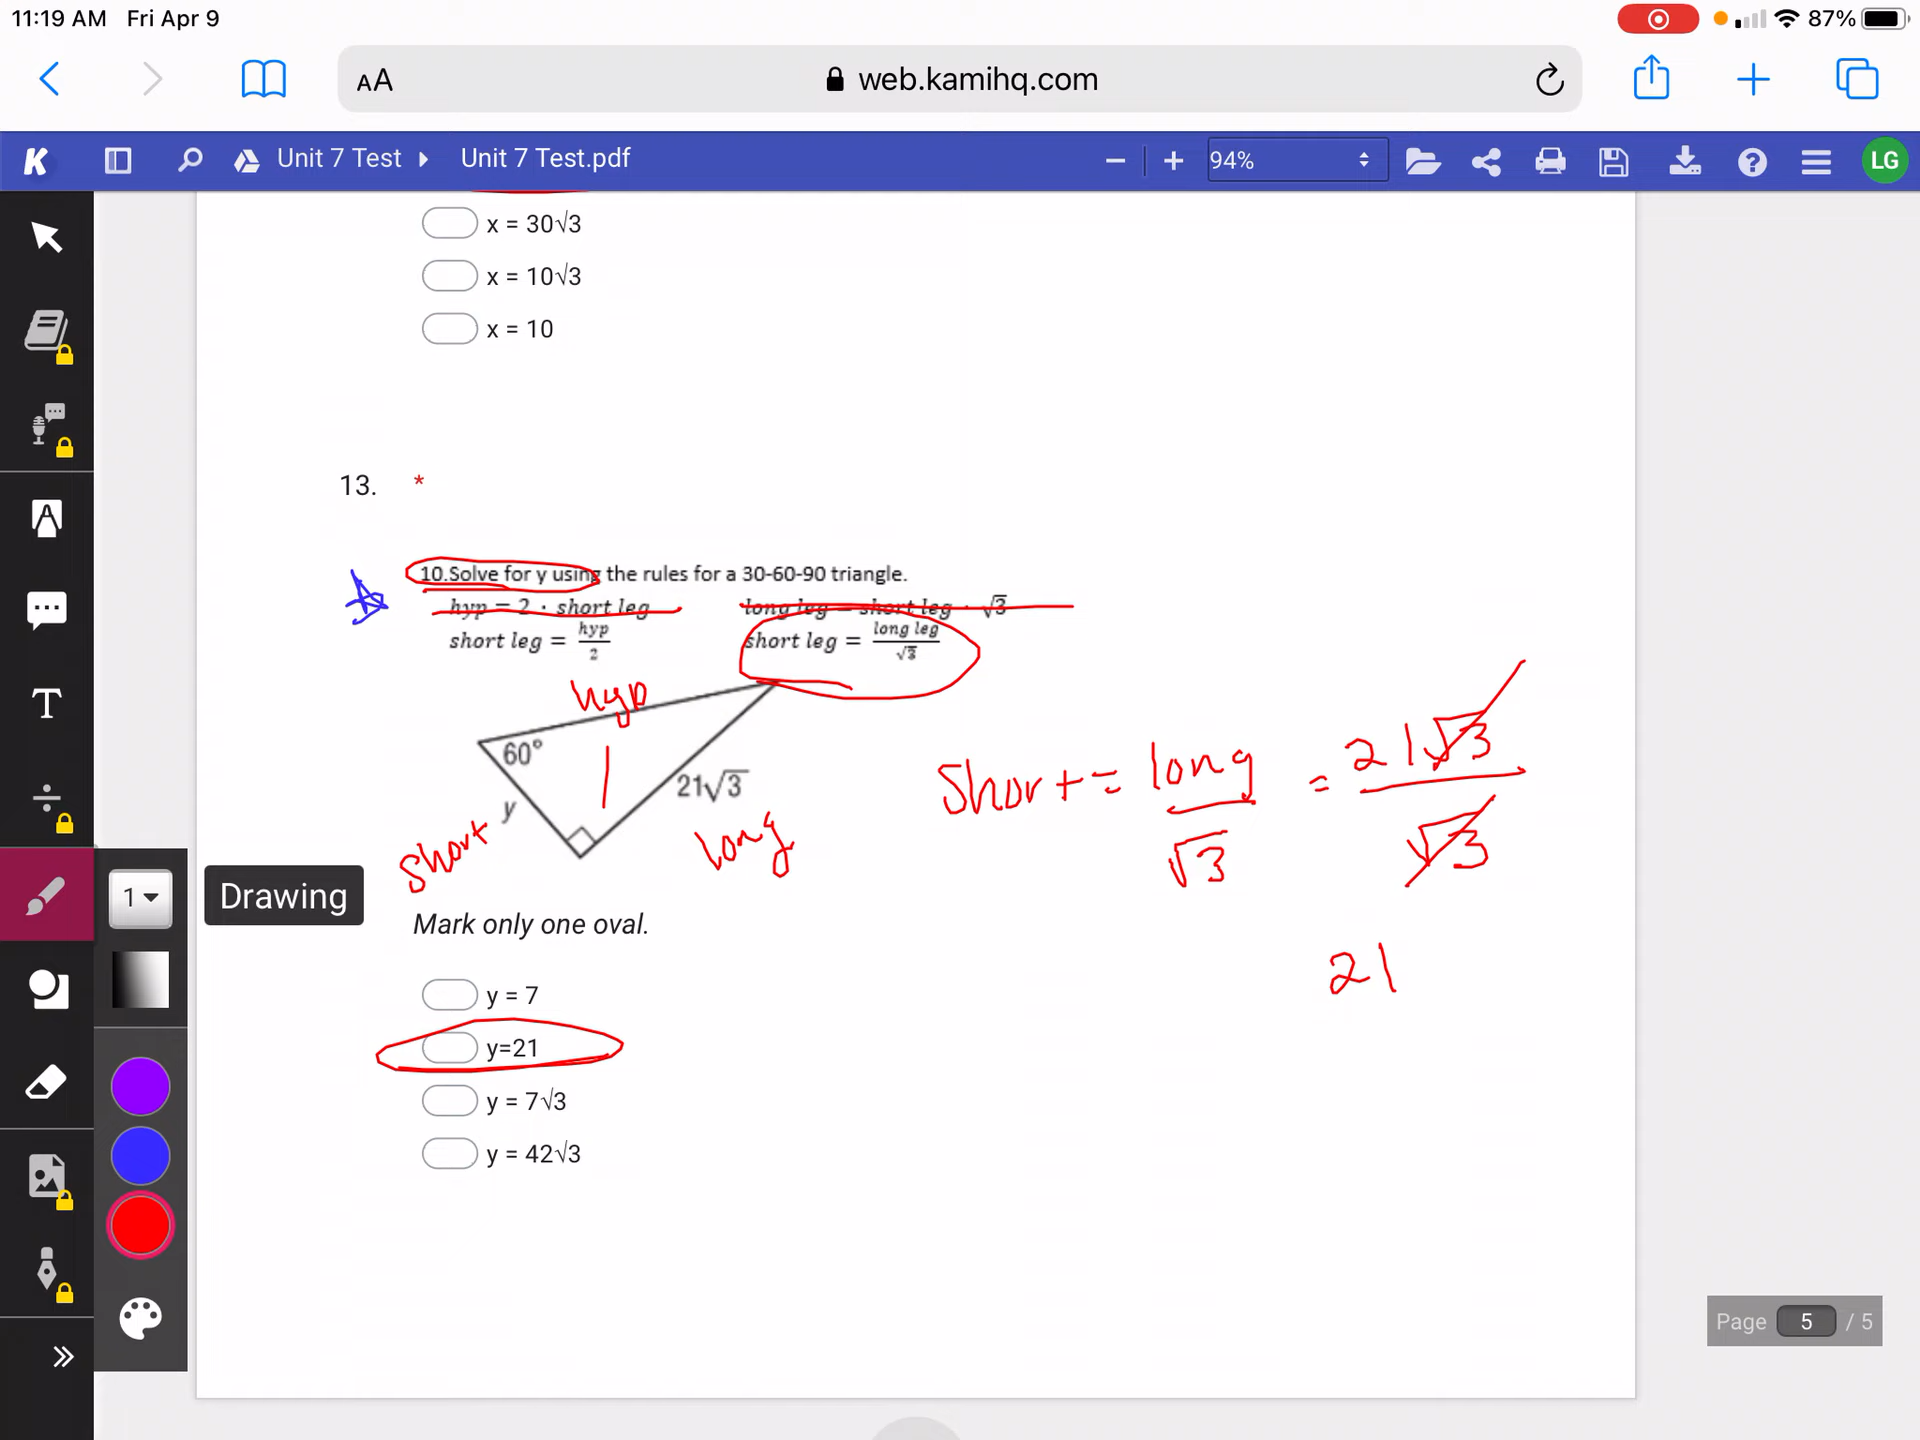 11:19 AM Fri Apr 9
87%
AA
web.kamihq.com
K
Unit 7 Test
Unit 7 Test.pdf
94%
LG
x = 30√3
x = 10√3
x = 10
13. *
10.Solve for y using the rules for a 30-60-90 triangle.
hyp = 2 · short leg
long leg = short leg · √3
short leg = hyp/2
short leg = long leg/√3
hyp
60°
21√3
y
short
long
Short = long/√3 = 21√3/√3
21
1
Drawing
Mark only one oval.
y = 7
y=21
y = 7√3
y = 42√3
T
Page 5 / 5